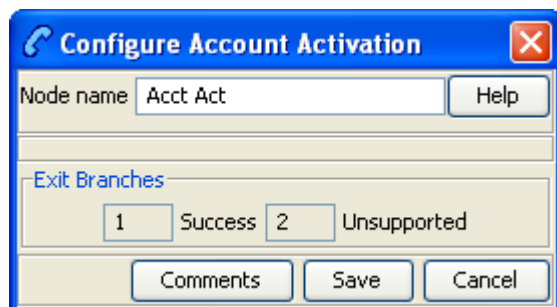 Configure Account Activation
Node name Acct Act Help
Exit Branches
1 Success 2 Unsupported
Comments Save Cancel